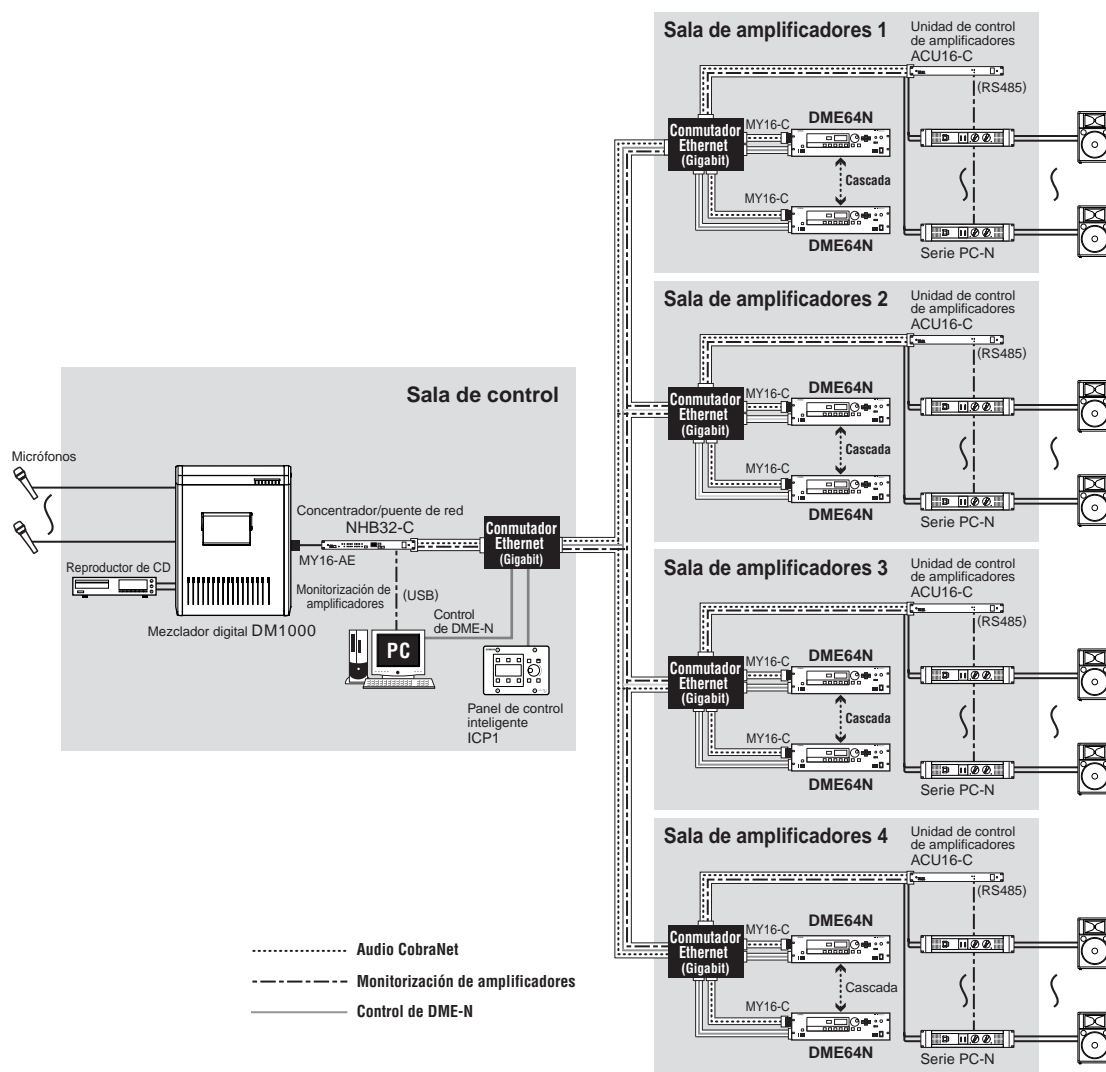 Sala de amplificadores 1
Unidad de control
de amplificadores
ACU16-C
(RS485)
MY16-C
DME64N
Conmutador
Ethernet
(Gigabit)
Cascada
MY16-C
DME64N
Serie PC-N
Sala de amplificadores 2
Unidad de control
de amplificadores
ACU16-C
(RS485)
MY16-C
DME64N
Conmutador
Ethernet
(Gigabit)
Cascada
MY16-C
DME64N
Serie PC-N
Sala de control
Micrófonos
Concentrador/puente de red
NHB32-C
Conmutador
Ethernet
(Gigabit)
MY16-AE
Reproductor de CD
Monitorización de
amplificadores
(USB)
Control
de DME-N
Mezclador digital DM1000
PC
Panel de control
inteligente
ICP1
Sala de amplificadores 3
Unidad de control
de amplificadores
ACU16-C
(RS485)
MY16-C
DME64N
Conmutador
Ethernet
(Gigabit)
Cascada
MY16-C
DME64N
Serie PC-N
Sala de amplificadores 4
Unidad de control
de amplificadores
ACU16-C
(RS485)
MY16-C
DME64N
Conmutador
Ethernet
(Gigabit)
Cascada
MY16-C
DME64N
Serie PC-N
Audio CobraNet
Monitorización de amplificadores
Control de DME-N